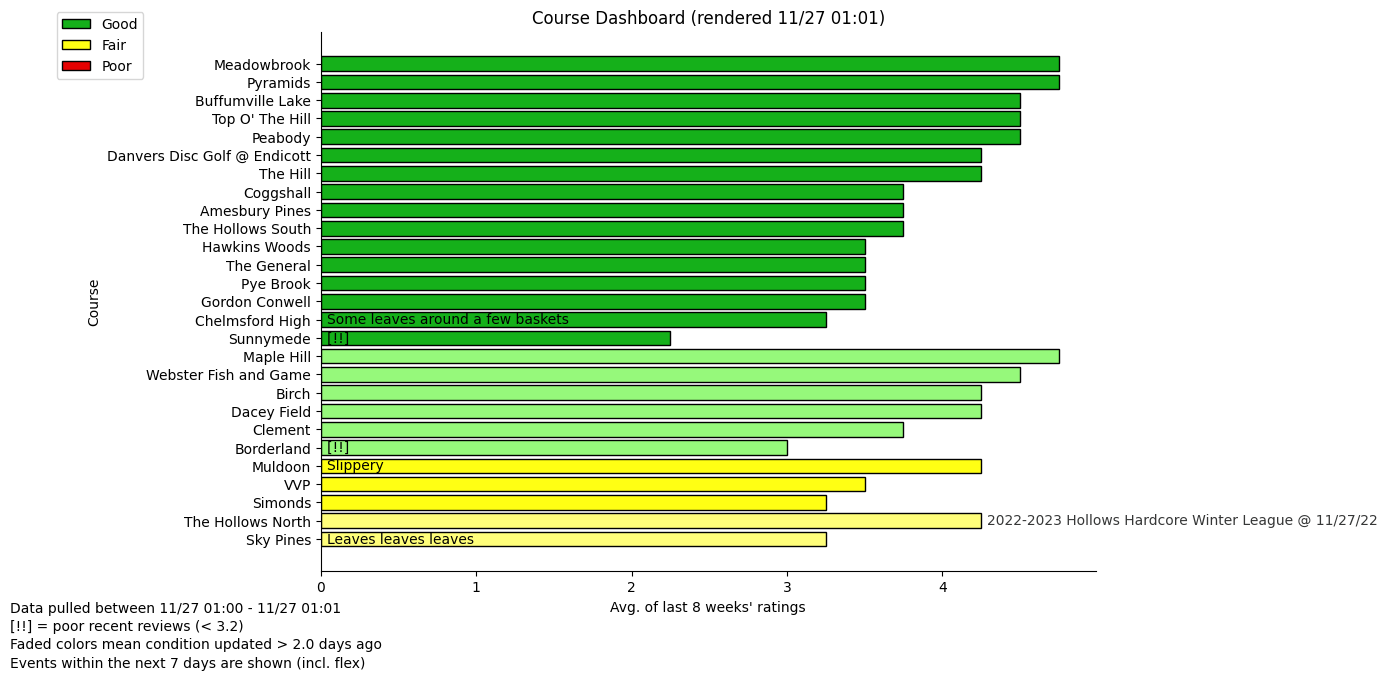 Course Dashboard (rendered 11/27 01:01)
Good
Fair
Poor
Course
Meadowbrook
Pyramids
Buffumville Lake
Top O' The Hill
Peabody
Danvers Disc Golf @ Endicott
The Hill
Coggshall
Amesbury Pines
The Hollows South
Hawkins Woods
The General
Pye Brook
Gordon Conwell
Chelmsford High Some leaves around a few baskets
Sunnymede [!!]
Maple Hill
Webster Fish and Game
Birch
Dacey Field
Clement
Borderland [!!]
Muldoon Slippery
VVP
Simonds
The Hollows North 2022-2023 Hollows Hardcore Winter League @ 11/27/22
Sky Pines Leaves leaves leaves
0 1 2 3 4
Avg. of last 8 weeks' ratings
Data pulled between 11/27 01:00 - 11/27 01:01
[!!] = poor recent reviews (< 3.2)
Faded colors mean condition updated > 2.0 days ago
Events within the next 7 days are shown (incl. flex)